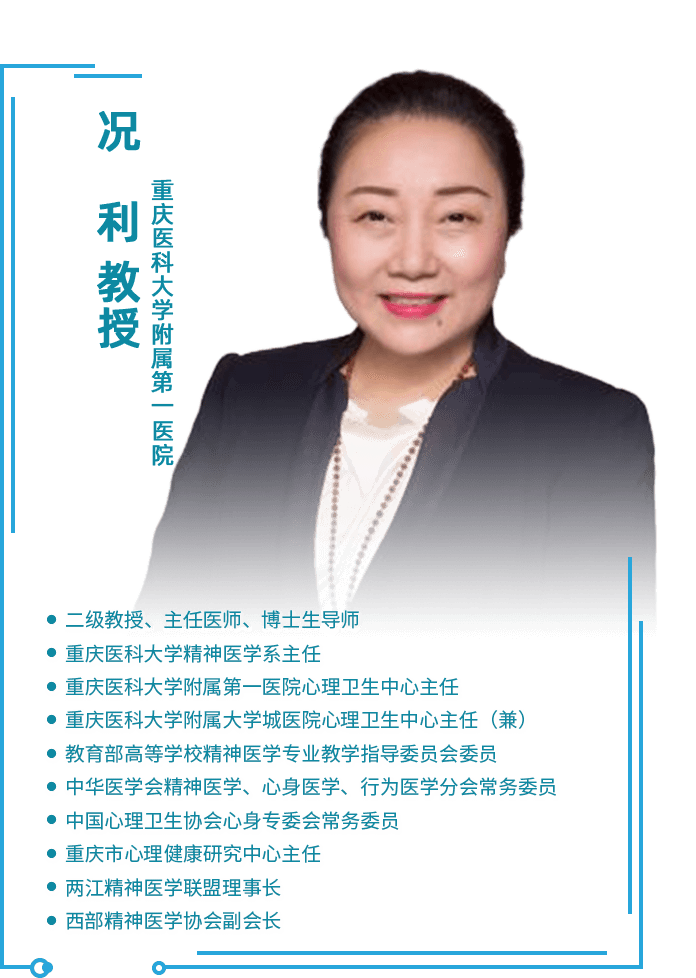 况 利 教授
重庆医科大学附属第一医院
二级教授、主任医师、博士生导师
重庆医科大学精神医学系主任
重庆医科大学附属第一医院心理卫生中心主任
重庆医科大学附属大学城医院心理卫生中心主任（兼）
教育部高等学校精神医学专业教学指导委员会委员
中华医学会精神医学、心身医学、行为医学分会常务委员
中国心理卫生协会心身专委会常务委员
重庆市心理健康研究中心主任
两江精神医学联盟理事长
西部精神医学协会副会长